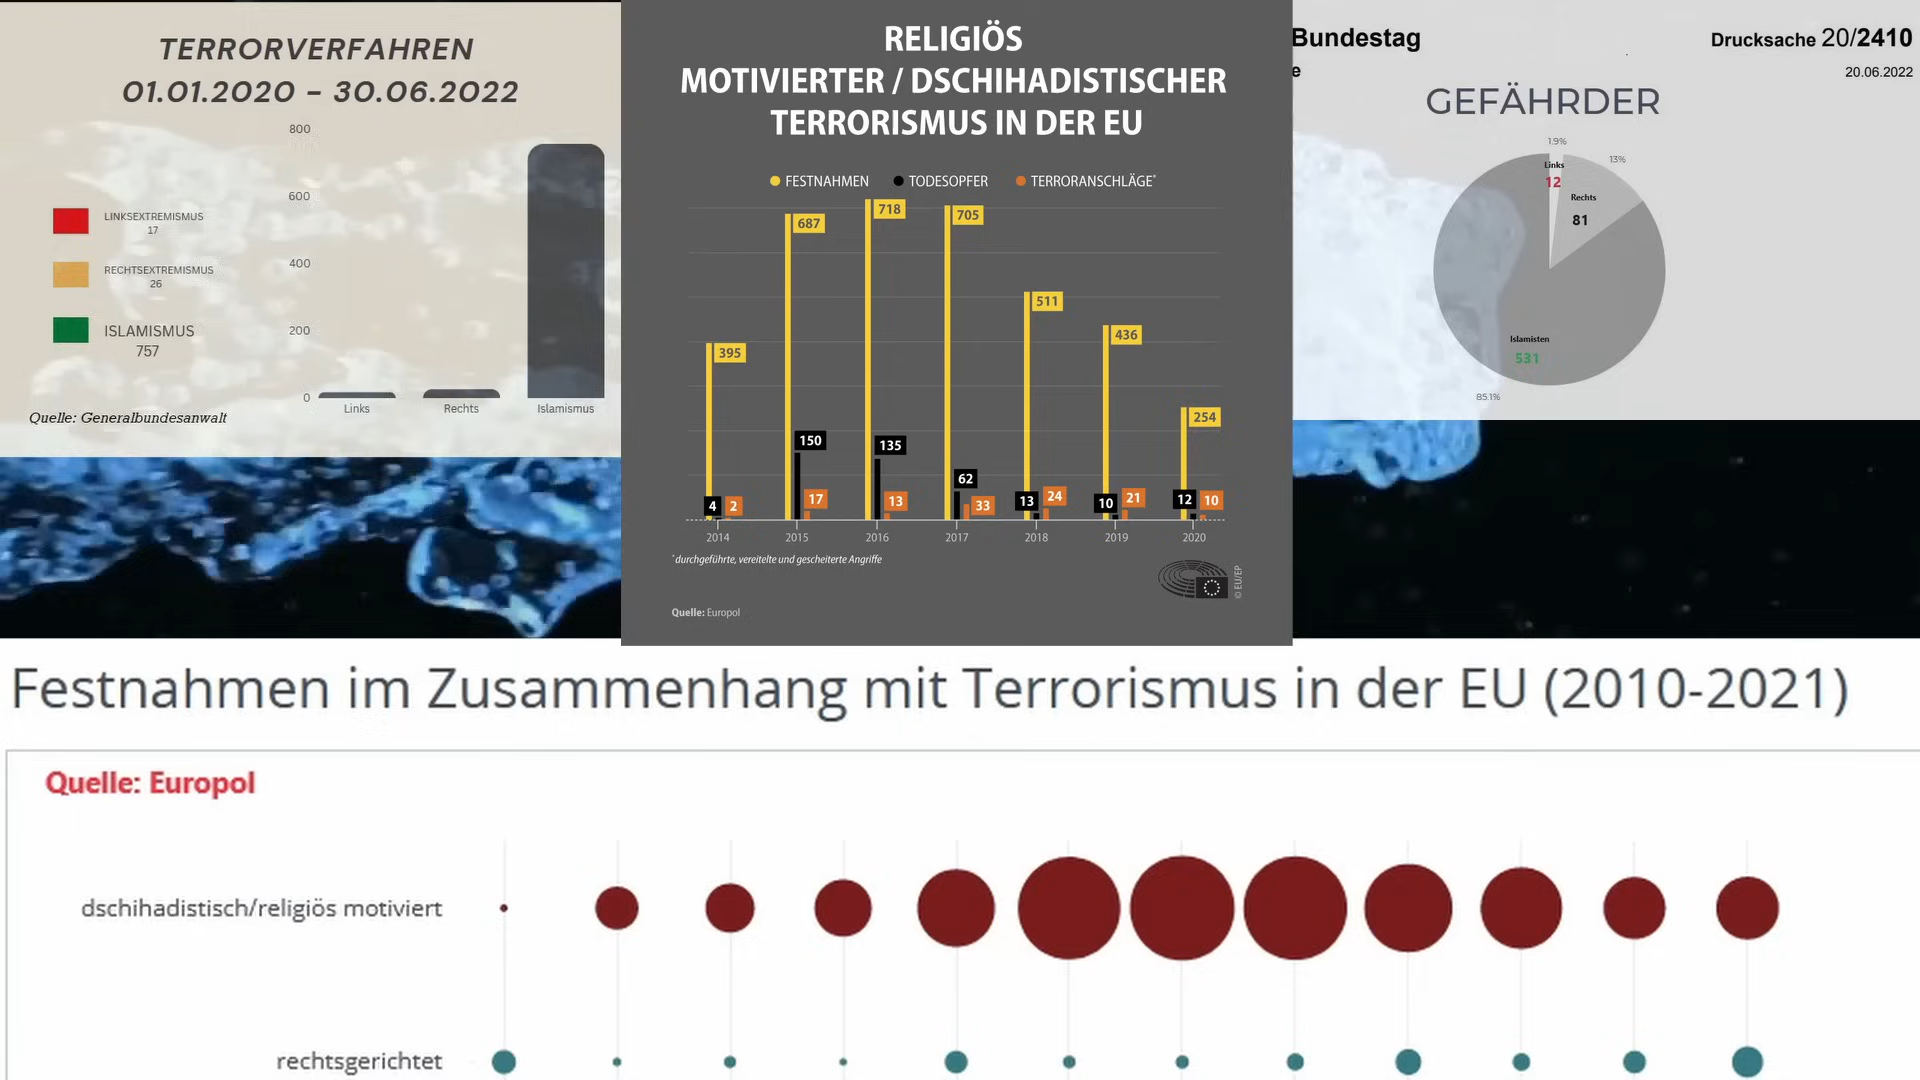 TERRORVERFAHREN
01.01.2020 - 30.06.2022
800
600
400
200
0
LINKSEXTREMISMUS
17
RECHTSEXTREMISMUS
26
ISLAMISMUS
757
Links
Rechts
Islamismus
Quelle: Generalbundesanwalt
RELIGIÖS
MOTIVIERTER / DSCHIHADISTISCHER
TERRORISMUS IN DER EU
FESTNAHMEN TODESOPFER TERRORANSCHLÄGE*
395
687
718
705
511
436
254
4
150
135
62
13
10
12
2
17
13
33
24
21
10
2014 2015 2016 2017 2018 2019 2020
*durchgeführte, vereitelte und gescheiterte Angriffe
© EU/EP
Quelle: Europol
Bundestag
Drucksache 20/2410
e
20.06.2022
GEFÄHRDER
1.9%
13%
Links
12
Rechts
81
Islamisten
531
85.1%
Festnahmen im Zusammenhang mit Terrorismus in der EU (2010-2021)
Quelle: Europol
dschihadistisch/religiös motiviert
rechtsgerichtet